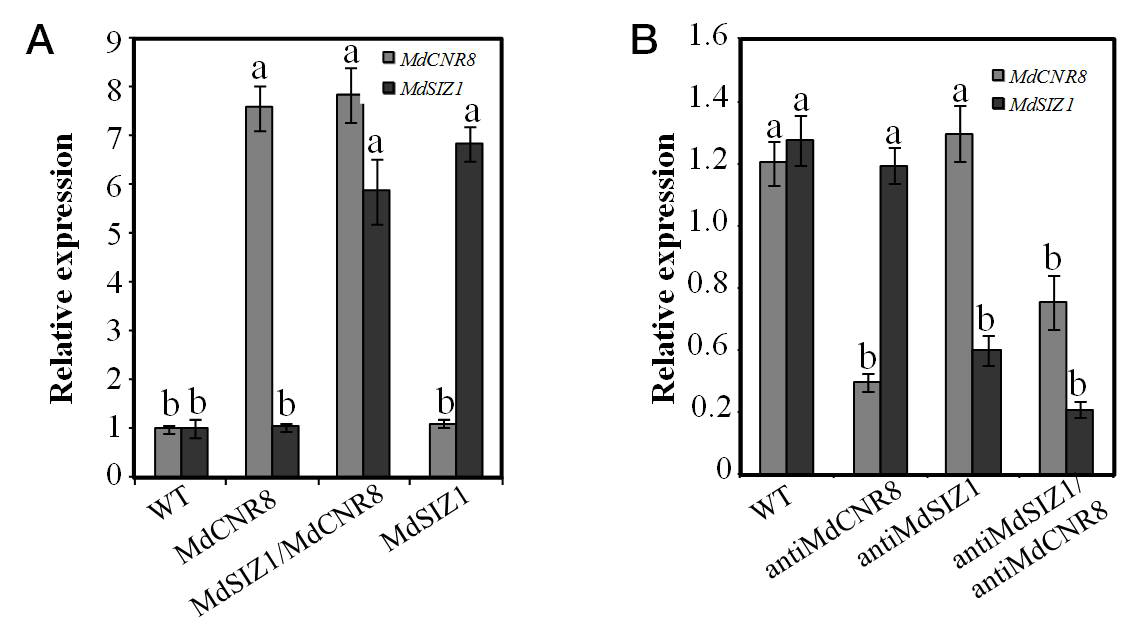 A
Relative expression
9
8
7
6
5
4
3
2
1
0
MdCNR8
MdSIZ1
b
b
a
b
a
a
b
a
WT
MdCNR8
MdSIZ1/MdCNR8
MdSIZ1
B
Relative expression
1.6
1.4
1.2
1.0
0.8
0.6
0.2
0
MdCNR8
MdSIZ1
a
a
b
a
a
b
b
b
WT
antiMdCNR8
antiMdSIZ1
antiMdSIZ1/
antiMdCNR8